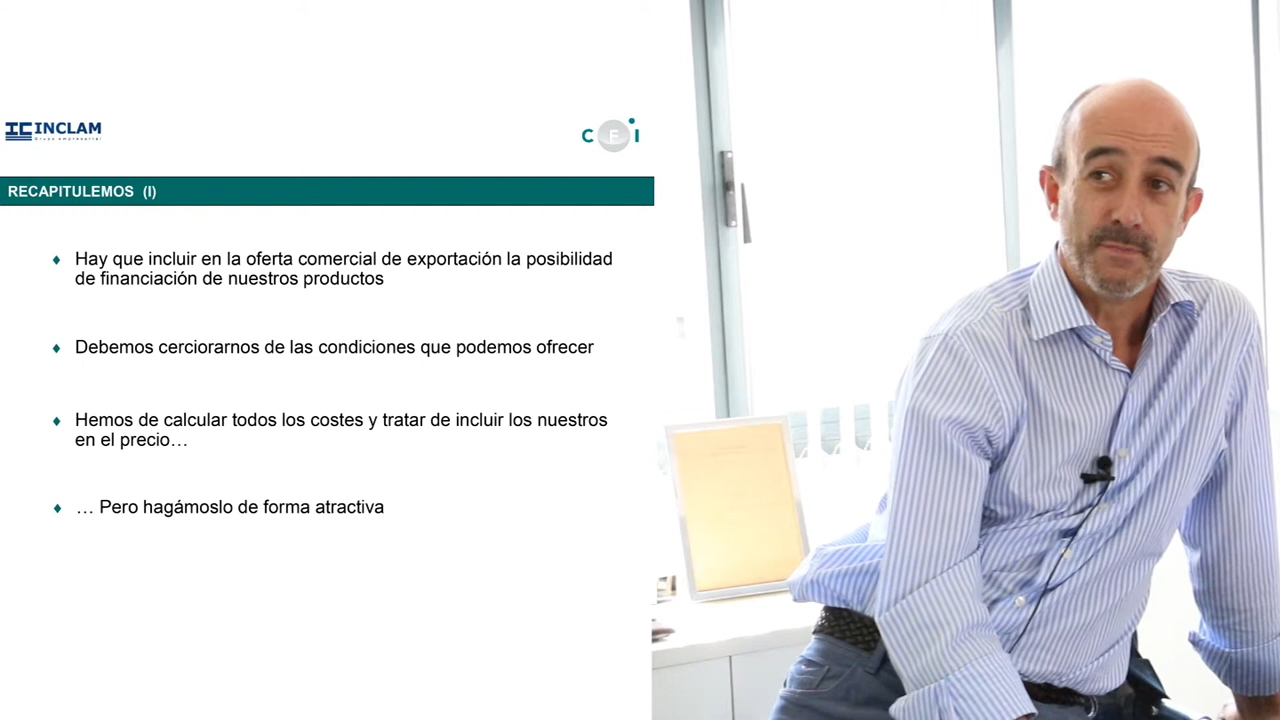 INCLAM
Grupo empresarial
C F i
RECAPITULEMOS (I)
Hay que incluir en la oferta comercial de exportación la posibilidad
de financiación de nuestros productos
Debemos cerciorarnos de las condiciones que podemos ofrecer
Hemos de calcular todos los costes y tratar de incluir los nuestros
en el precio…
… Pero hagámoslo de forma atractiva